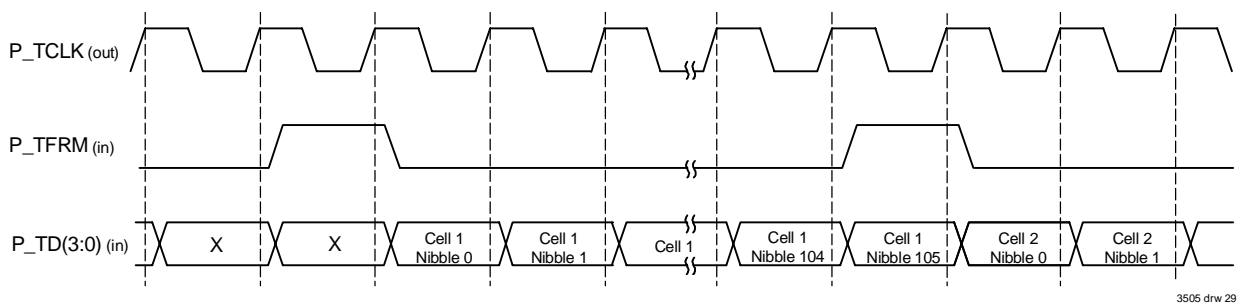 P_TCLK (out)
P_TFRM (in)
P_TD(3:0) (in)
X
X
Cell 1
Nibble 0
Cell 1
Nibble 1
Cell 1
Cell 1
Nibble 104
Cell 1
Nibble 105
Cell 2
Nibble 0
Cell 2
Nibble 1
3505 drw 29